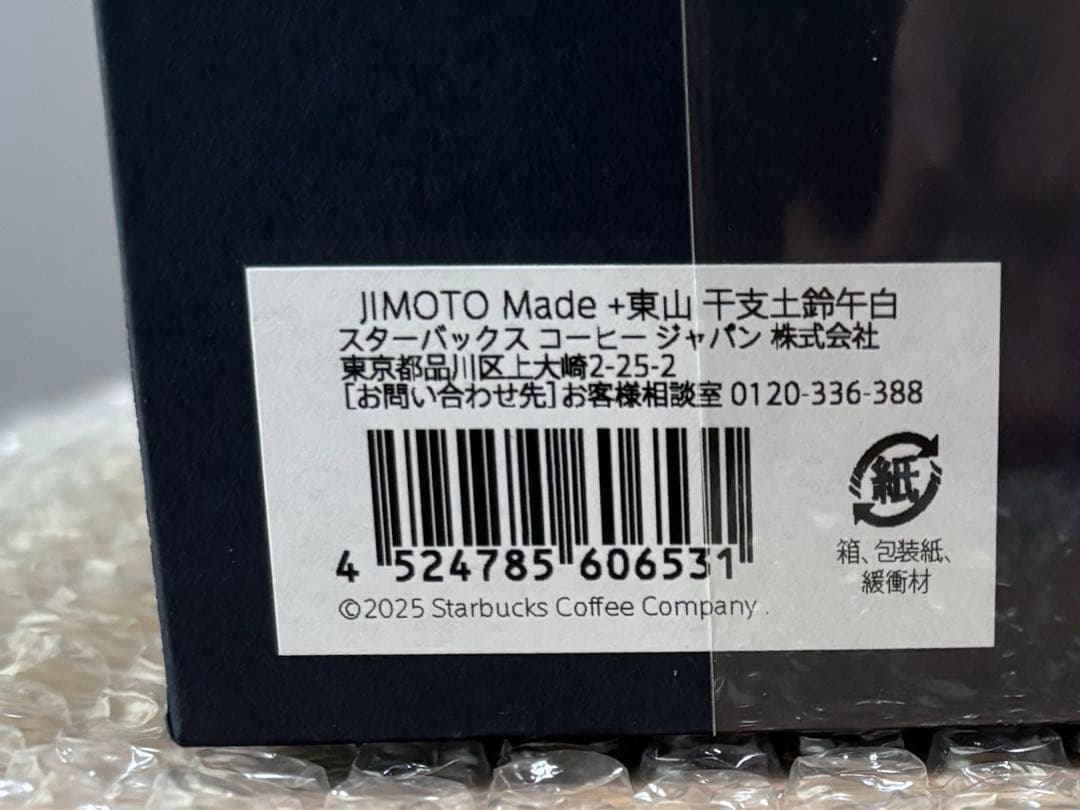 JIMOTO Made +東山 干支土鈴午白
スターバックス コーヒー ジャパン 株式会社
東京都品川区上大崎2-25-2
[お問い合わせ先]お客様相談室 0120-336-388
4 524785 606531
©2025 Starbucks Coffee Company .
紙
箱、包装紙、
緩衝材